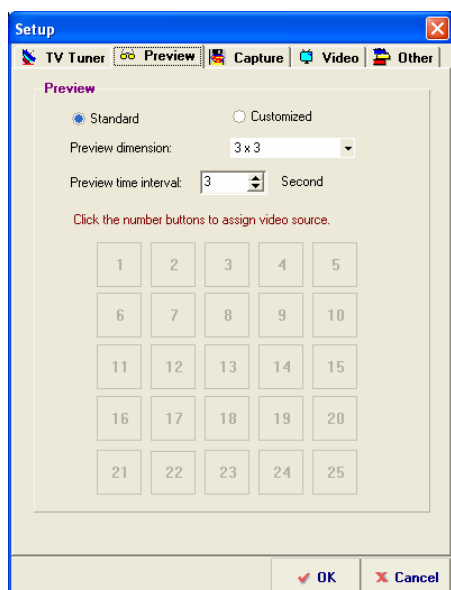 Setup
TV Tuner Preview Capture Video Other
Preview
Standard Customized
Preview dimension: 3 x 3
Preview time interval: 3 Second
Click the number buttons to assign video source.
1 2 3 4 5
6 7 8 9 10
11 12 13 14 15
16 17 18 19 20
21 22 23 24 25
OK Cancel